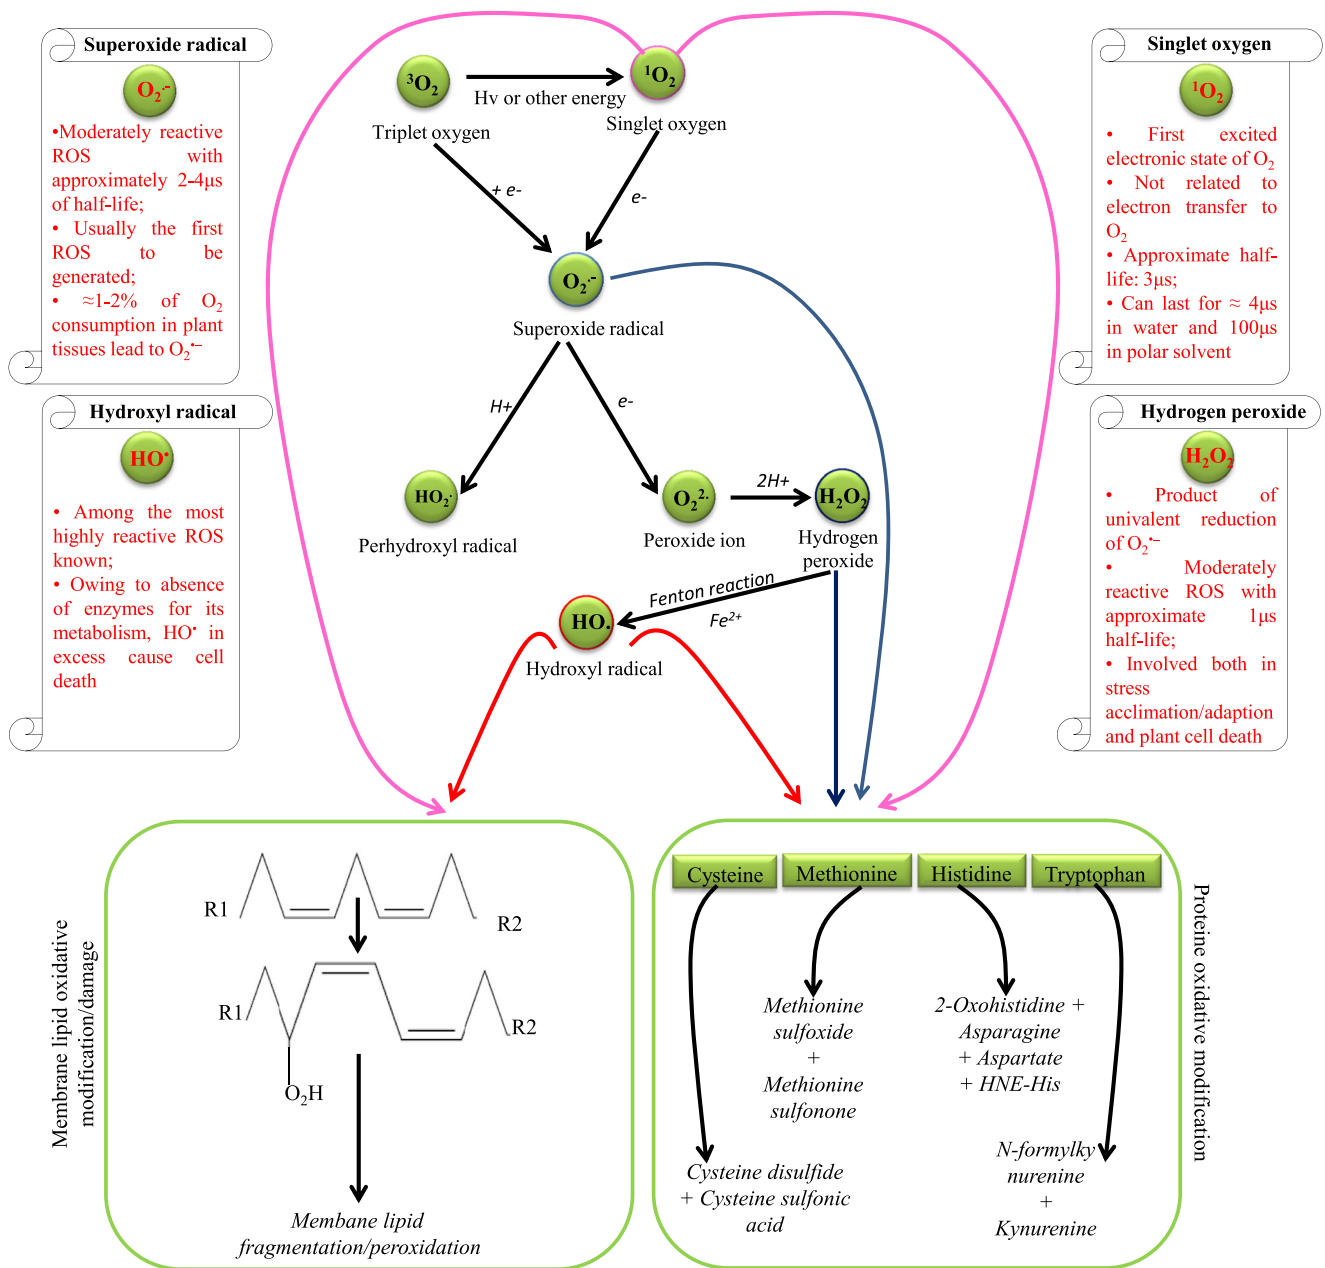 Superoxide radical
O₂·⁻
•Moderately reactive
ROS with
approximately 2-4µs
of half-life;
• Usually the first
ROS to be
generated;
• ≈1-2% of O₂
consumption in plant
tissues lead to O₂•⁻
Hydroxyl radical
HO•
• Among the most
highly reactive ROS
known;
• Owing to absence
of enzymes for its
metabolism, HO• in
excess cause cell
death
³O₂
Hv or other energy
¹O₂
Triplet oxygen
Singlet oxygen
+ e-
e-
O₂·⁻
Superoxide radical
H+
e-
HO₂·
Perhydroxyl radical
O₂²·
Peroxide ion
2H+
H₂O₂
Hydrogen
peroxide
Fenton reaction
Fe²⁺
HO.
Hydroxyl radical
Singlet oxygen
¹O₂
• First excited
electronic state of O₂
• Not related to
electron transfer to
O₂
• Approximate half-
life: 3µs;
• Can last for ≈ 4µs
in water and 100µs
in polar solvent
Hydrogen peroxide
H₂O₂
• Product of
univalent reduction
of O₂•⁻
• Moderately
reactive ROS with
approximate 1µs
half-life;
• Involved both in
stress
acclimation/adaption
and plant cell death
Membrane lipid oxidative
modification/damage
R1
R2
R1
R2
O₂H
Membane lipid
fragmentation/peroxidation
Cysteine
Methionine
Histidine
Tryptophan
Methionine
sulfoxide
+
Methionine
sulfonone
2-Oxohistidine +
Asparagine
+ Aspartate
+ HNE-His
Cysteine disulfide
+ Cysteine sulfonic
acid
N-formylky
nurenine
+
Kynurenine
Proteine oxidative modification